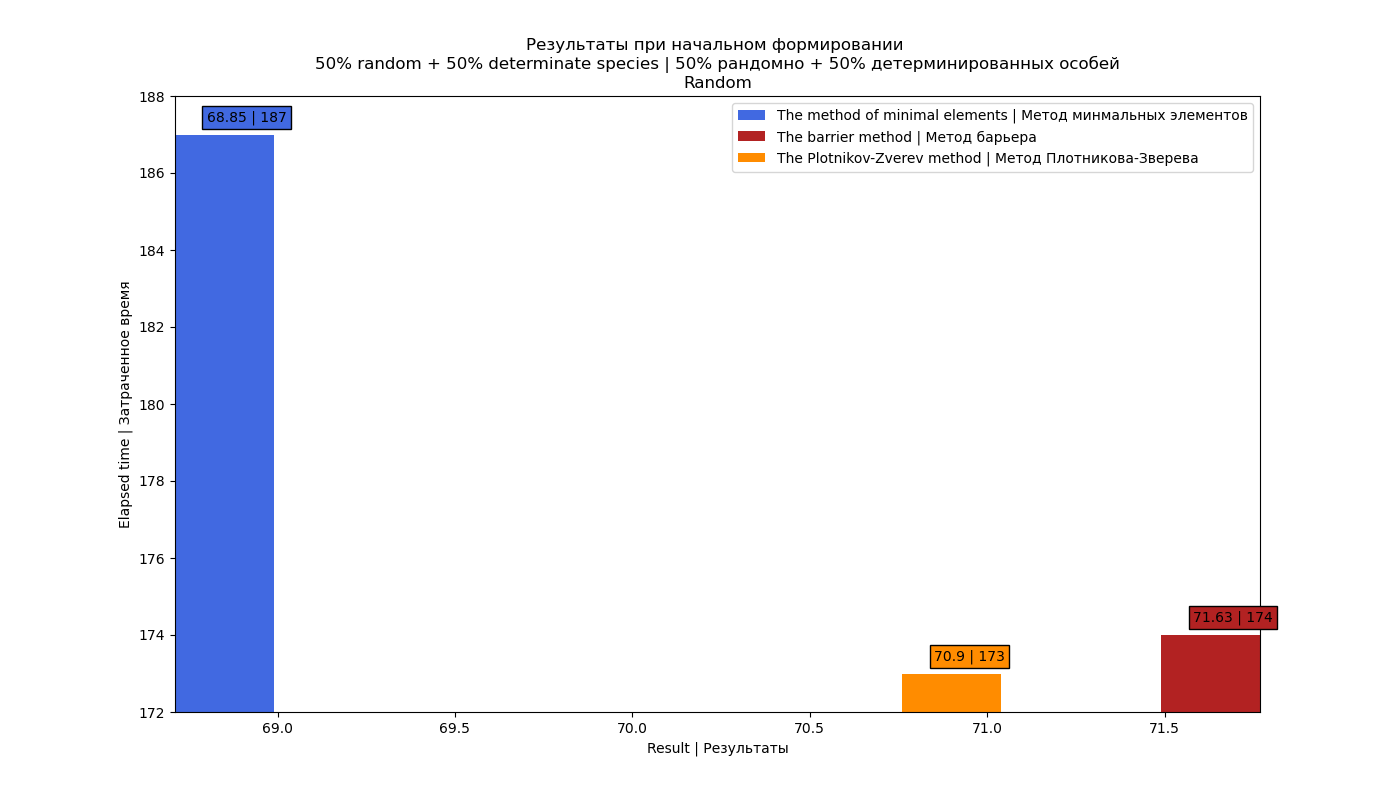 Результаты при начальном формировании
50% random + 50% determinate species | 50% рандомно + 50% детерминированных особей
Random
188
186
184
182
180
178
176
174
172
Elapsed time | Затраченное время
68.85 | 187
The method of minimal elements | Метод минмальных элементов
The barrier method | Метод барьера
The Plotnikov-Zverev method | Метод Плотникова-Зверева
70.9 | 173
71.63 | 174
69.0
69.5
70.0
70.5
71.0
71.5
Result | Результаты